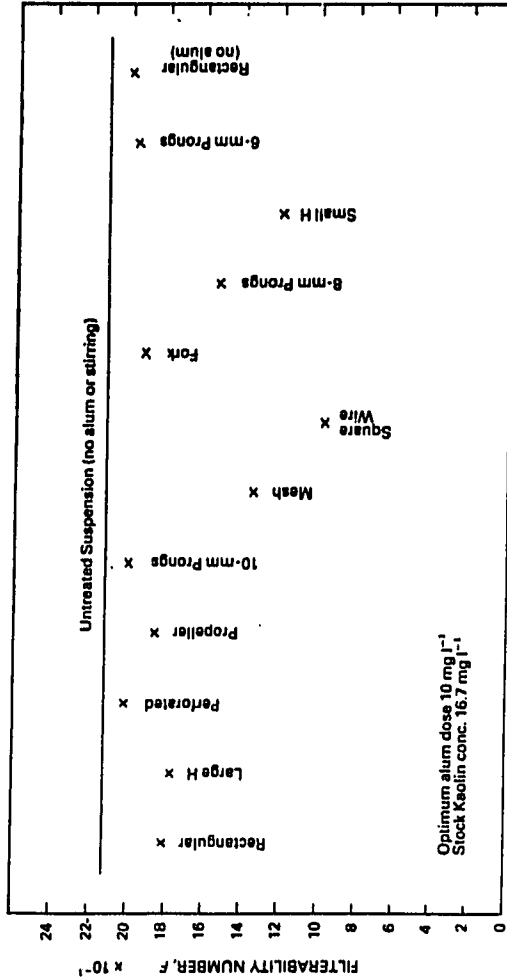 FILTERABILITY NUMBER, F × 10⁻¹
24
22
20
18
16
14
12
10
8
6
4
2
0
Untreated Suspension (no alum or stirring)
Rectangular
Large H
Perforated
Propeller
10-mm Prongs
Mesh
Square
Wire
Fork
8-mm Prongs
Small H
6-mm Prongs
Rectangular
(no alum)
Optimum alum dose 10 mg l⁻¹
Stock Kaolin conc. 16.7 mg l⁻¹